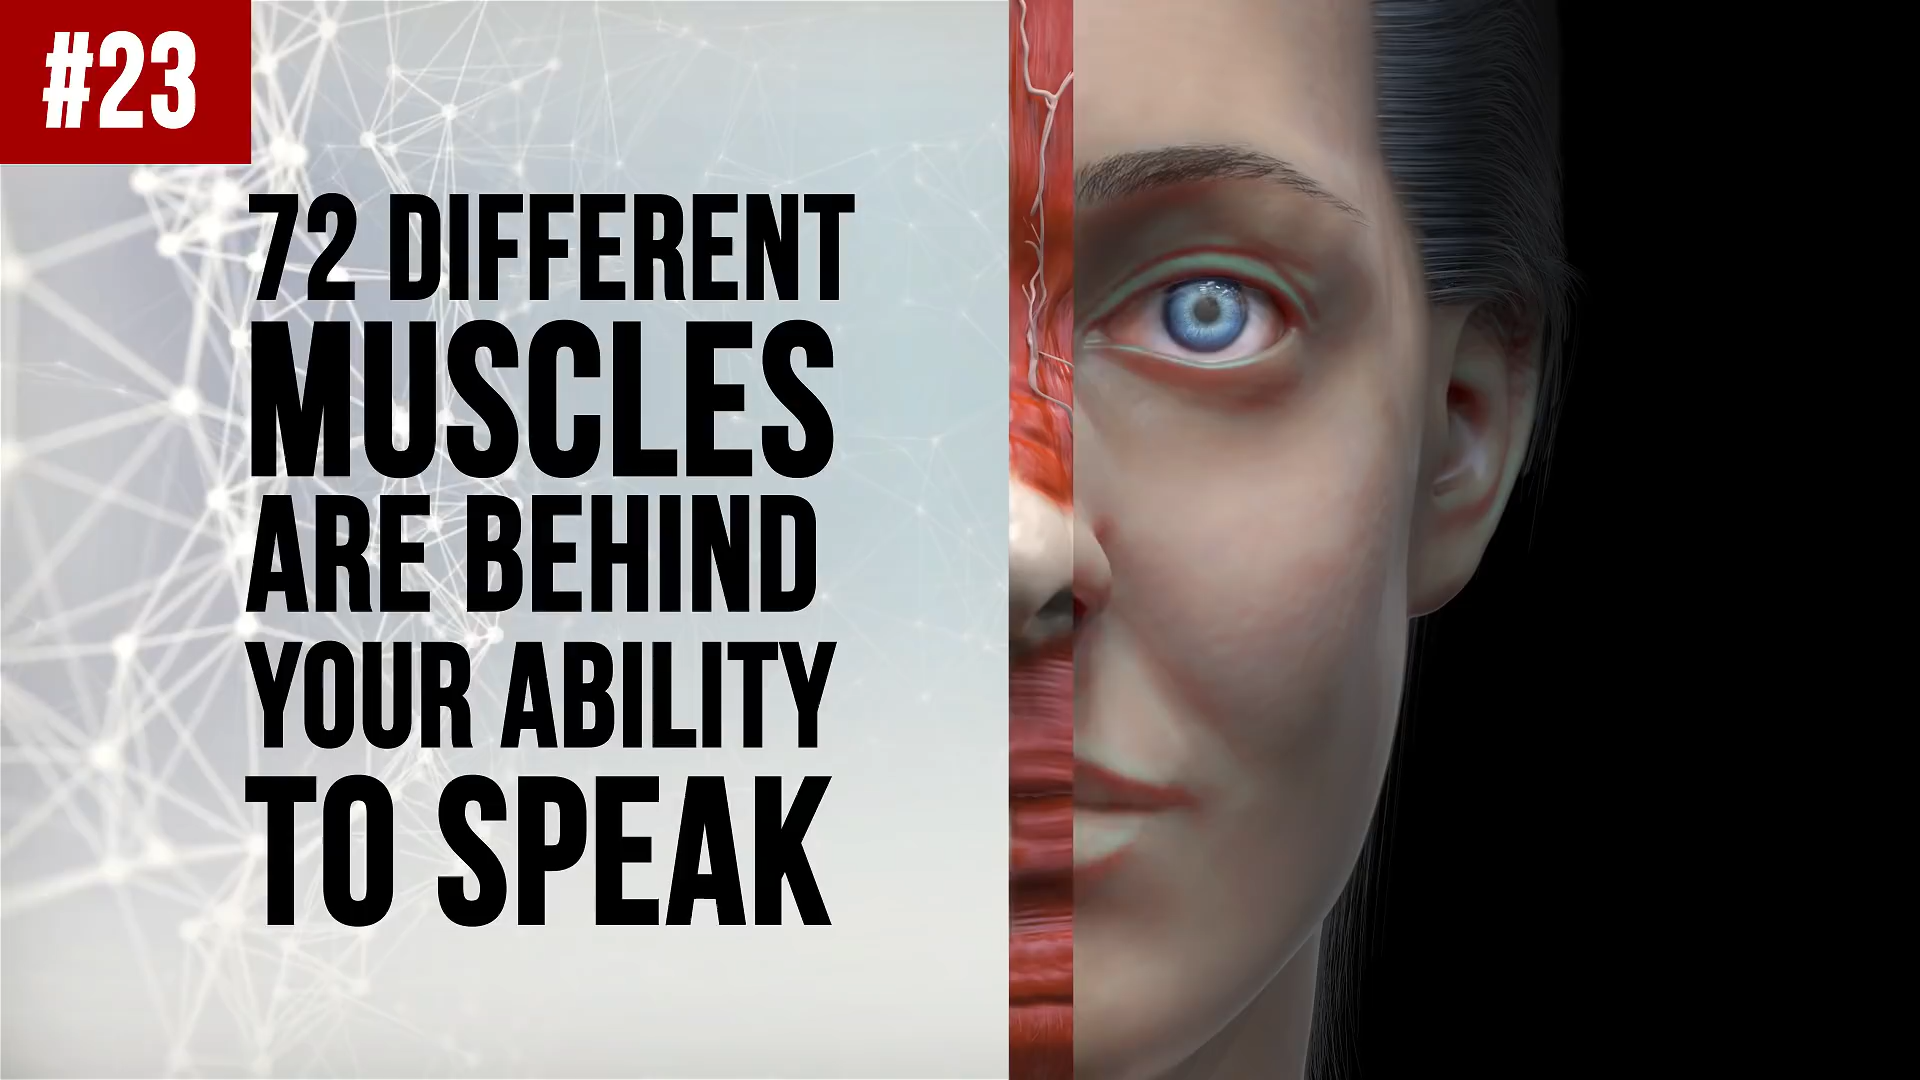 #23
72 DIFFERENT
MUSCLES
ARE BEHIND
YOUR ABILITY
TO SPEAK